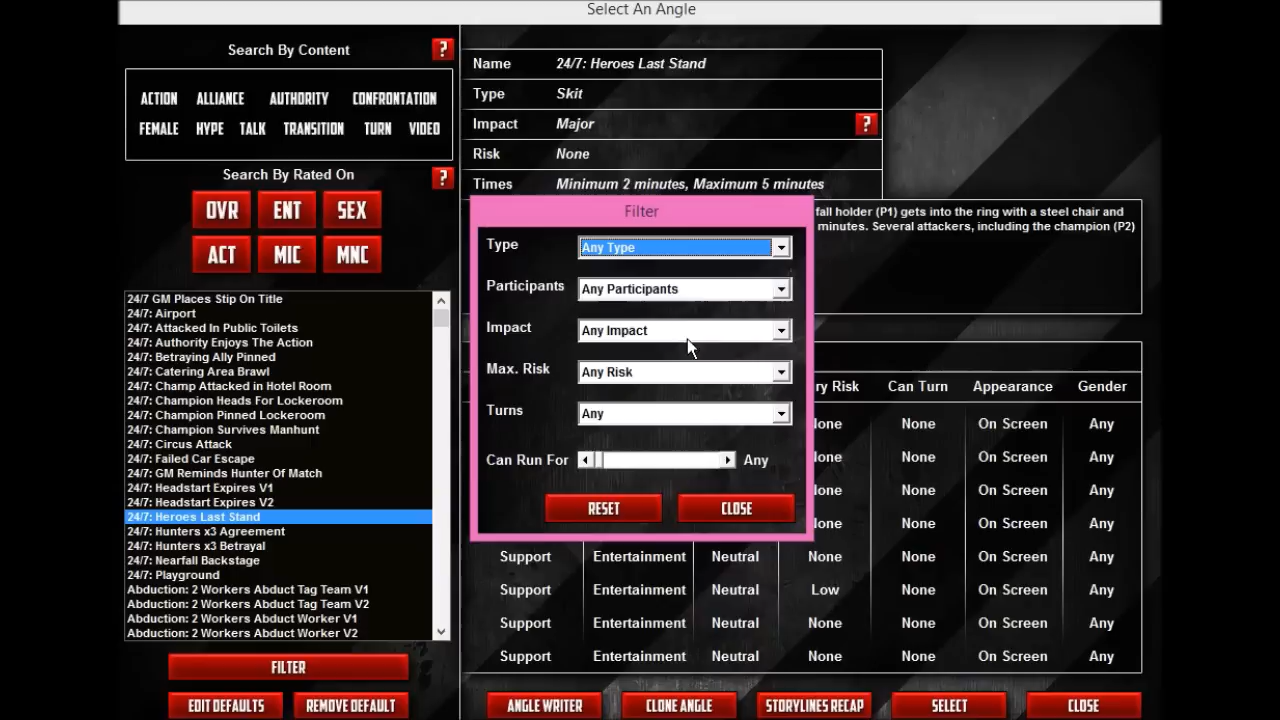 Select An Angle
Search By Content
?
ACTION ALLIANCE AUTHORITY CONFRONTATION
FEMALE HYPE TALK TRANSITION TURN VIDEO
Search By Rated On
?
OVR ENT SEX
ACT MIC MNC
24/7 GM Places Stip On Title
24/7: Airport
24/7: Attacked In Public Toilets
24/7: Authority Enjoys The Action
24/7: Betraying Ally Pinned
24/7: Catering Area Brawl
24/7: Champ Attacked in Hotel Room
24/7: Champion Heads For Lockeroom
24/7: Champion Pinned Lockeroom
24/7: Champion Survives Manhunt
24/7: Circus Attack
24/7: Failed Car Escape
24/7: GM Reminds Hunter Of Match
24/7: Headstart Expires V1
24/7: Headstart Expires V2
24/7: Heroes Last Stand
24/7: Hunters x3 Agreement
24/7: Hunters x3 Betrayal
24/7: Nearfall Backstage
24/7: Playground
Abduction: 2 Workers Abduct Tag Team V1
Abduction: 2 Workers Abduct Tag Team V2
Abduction: 2 Workers Abduct Worker V1
Abduction: 2 Workers Abduct Worker V2
FILTER
EDIT DEFAULTS REMOVE DEFAULT
Name 24/7: Heroes Last Stand
Type Skit
Impact Major
?
Risk None
Times Minimum 2 minutes, Maximum 5 minutes
fall holder (P1) gets into the ring with a steel chair and
minutes. Several attackers, including the champion (P2)
Filter
Type Any Type
Participants Any Participants
Impact Any Impact
Max. Risk Any Risk
Turns Any
Can Run For Any
RESET CLOSE
ry Risk Can Turn Appearance Gender
None None On Screen Any
None None On Screen Any
None None On Screen Any
None None On Screen Any
Support Entertainment Neutral None None On Screen Any
Support Entertainment Neutral Low None On Screen Any
Support Entertainment Neutral None None On Screen Any
Support Entertainment Neutral None None On Screen Any
ANGLE WRITER CLONE ANGLE STORYLINES RECAP SELECT CLOSE